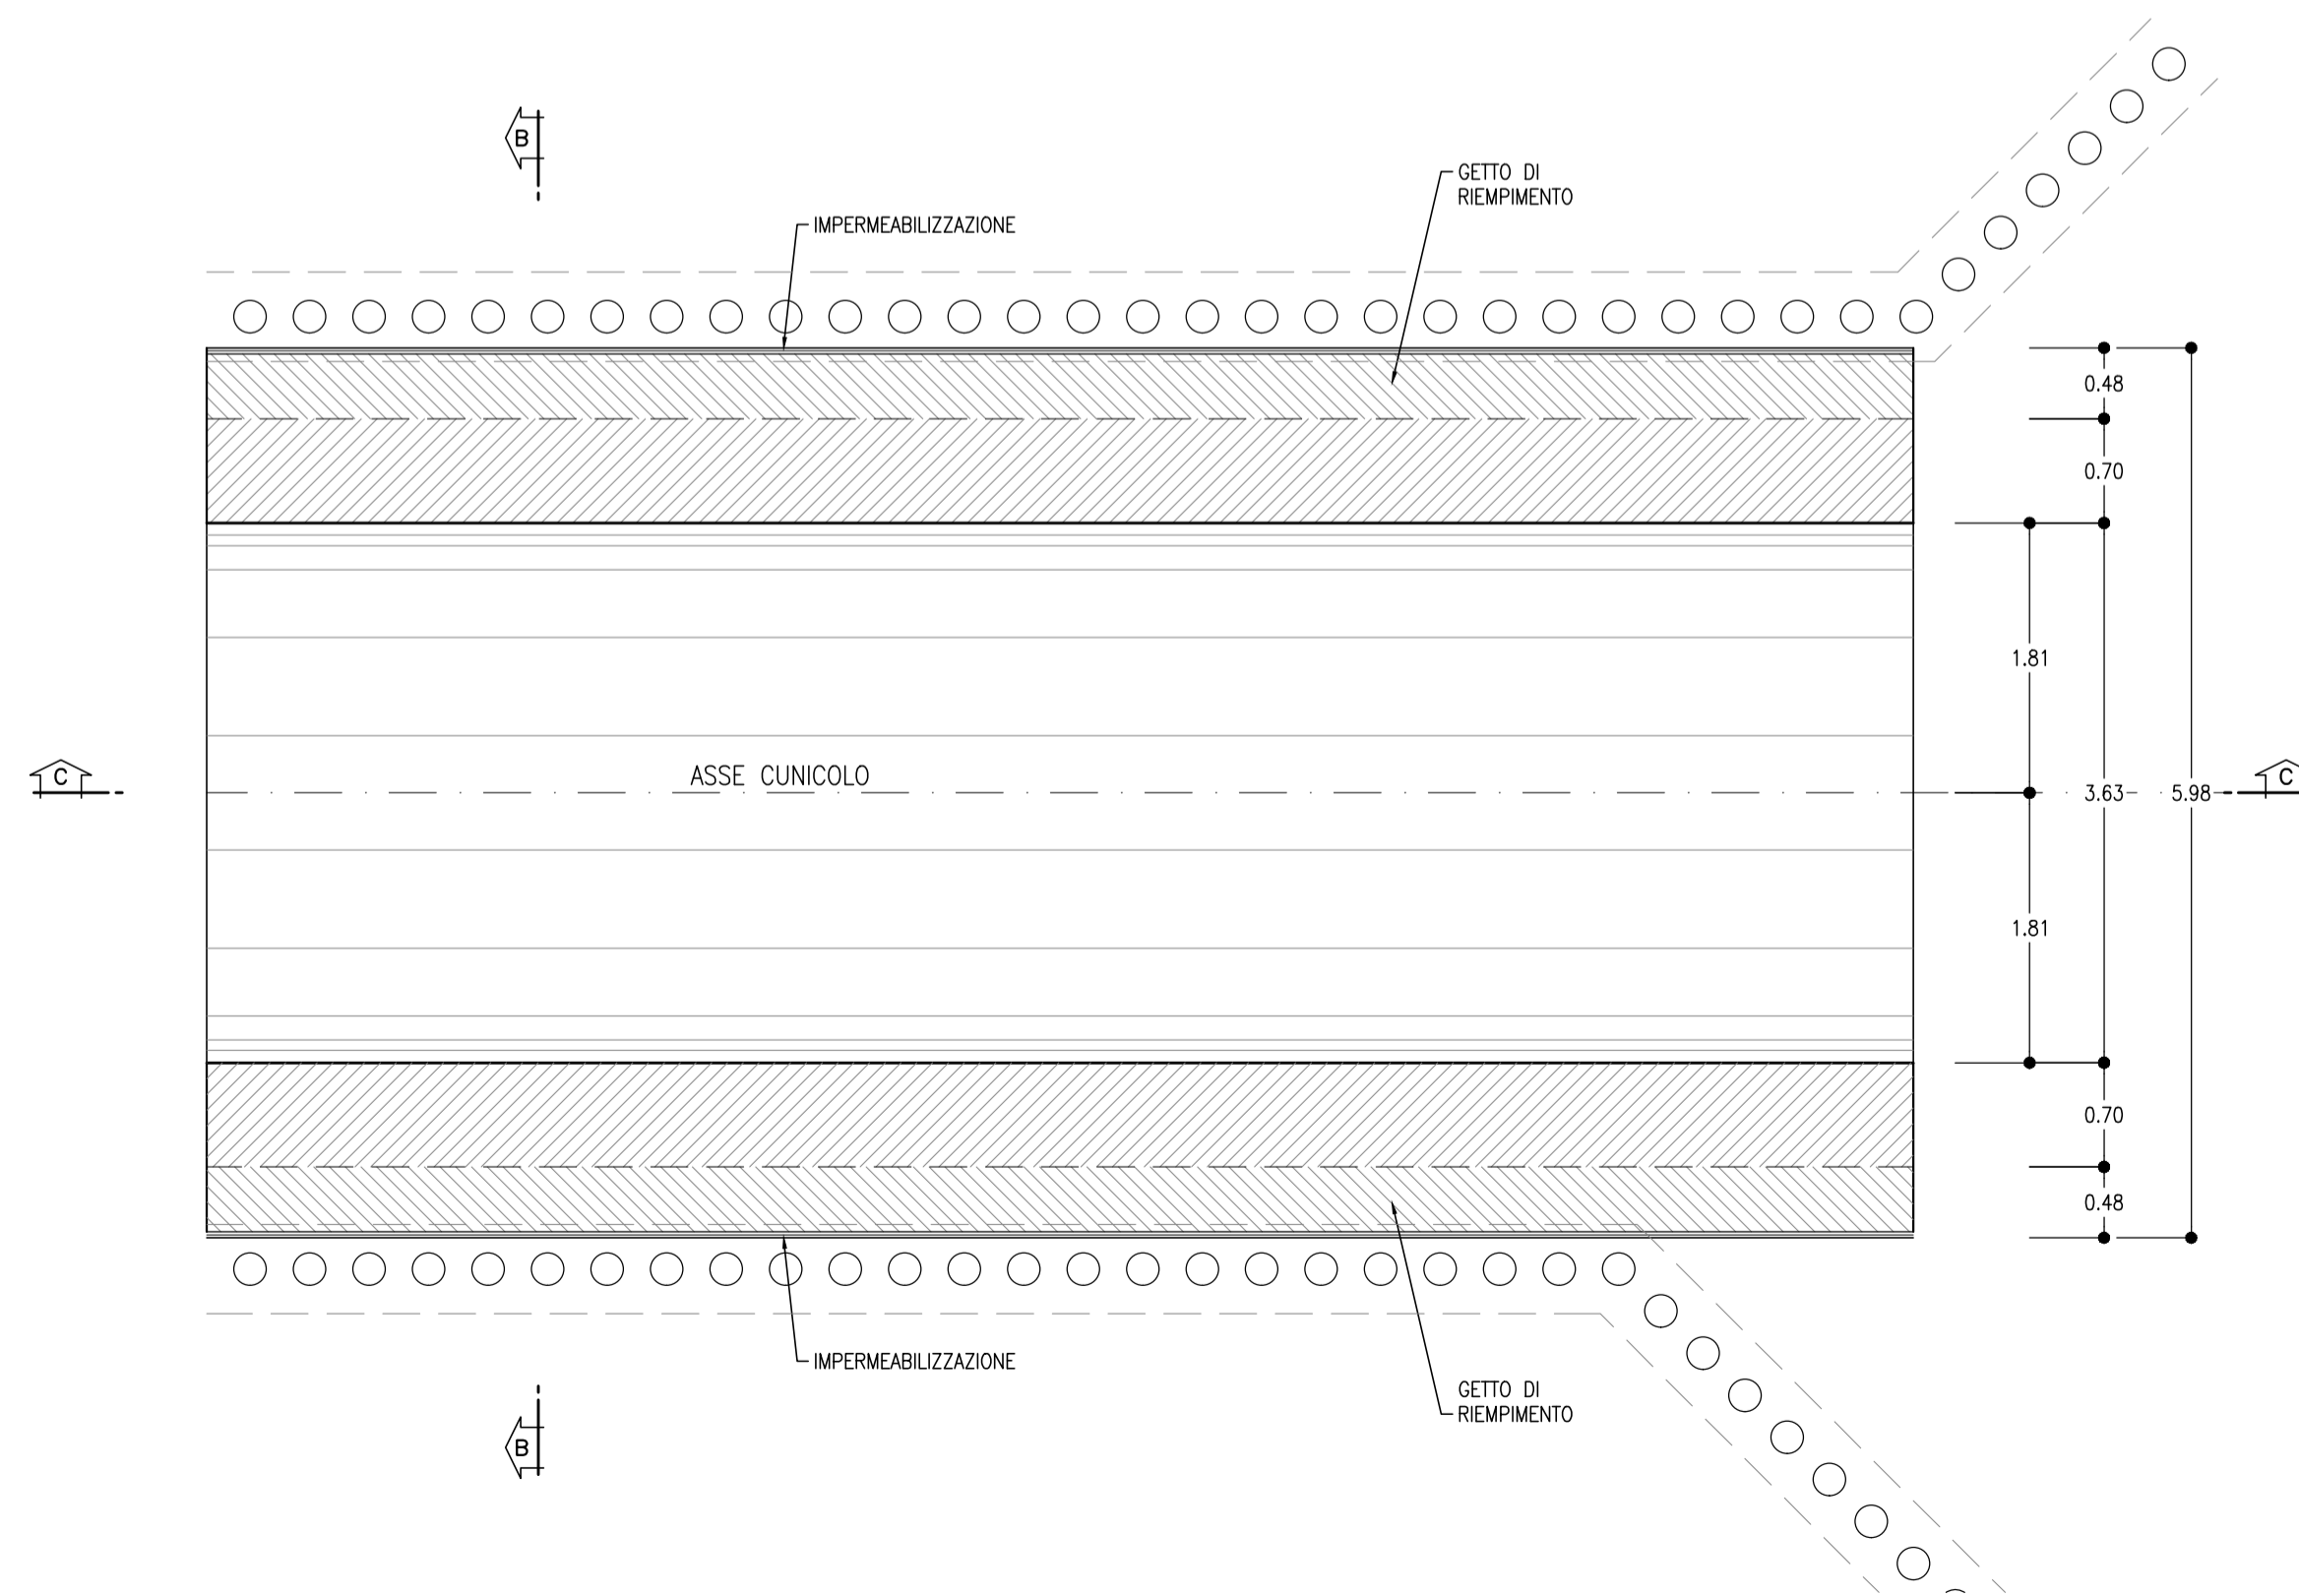 B
GETTO DI
RIEMPIMENTO
IMPERMEABILIZZAZIONE
0.48
0.70
1.81
ASSE CUNICOLO
C
3.63
5.98
C
1.81
0.70
0.48
IMPERMEABILIZZAZIONE
GETTO DI
RIEMPIMENTO
B